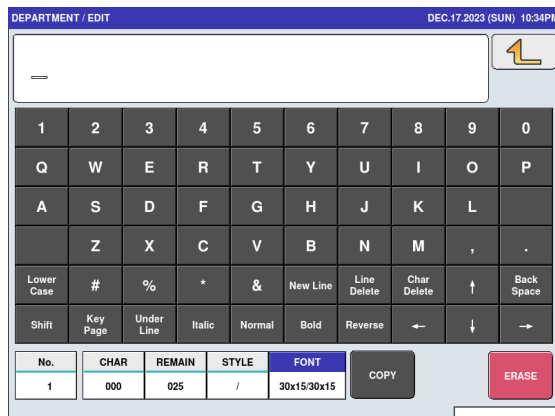 DEPARTMENT / EDIT DEC.17.2023 (SUN) 10:34PM
1 2 3 4 5 6 7 8 9 0
Q W E R T Y U I O P
A S D F G H J K L
Z X C V B N M , .
Lower Case # % * & New Line Line Delete Char Delete ↑ Back Space
Shift Key Page Under Line Italic Normal Bold Reverse ← ↓ →
No. CHAR REMAIN STYLE FONT COPY ERASE
1 000 025 / 30x15/30x15